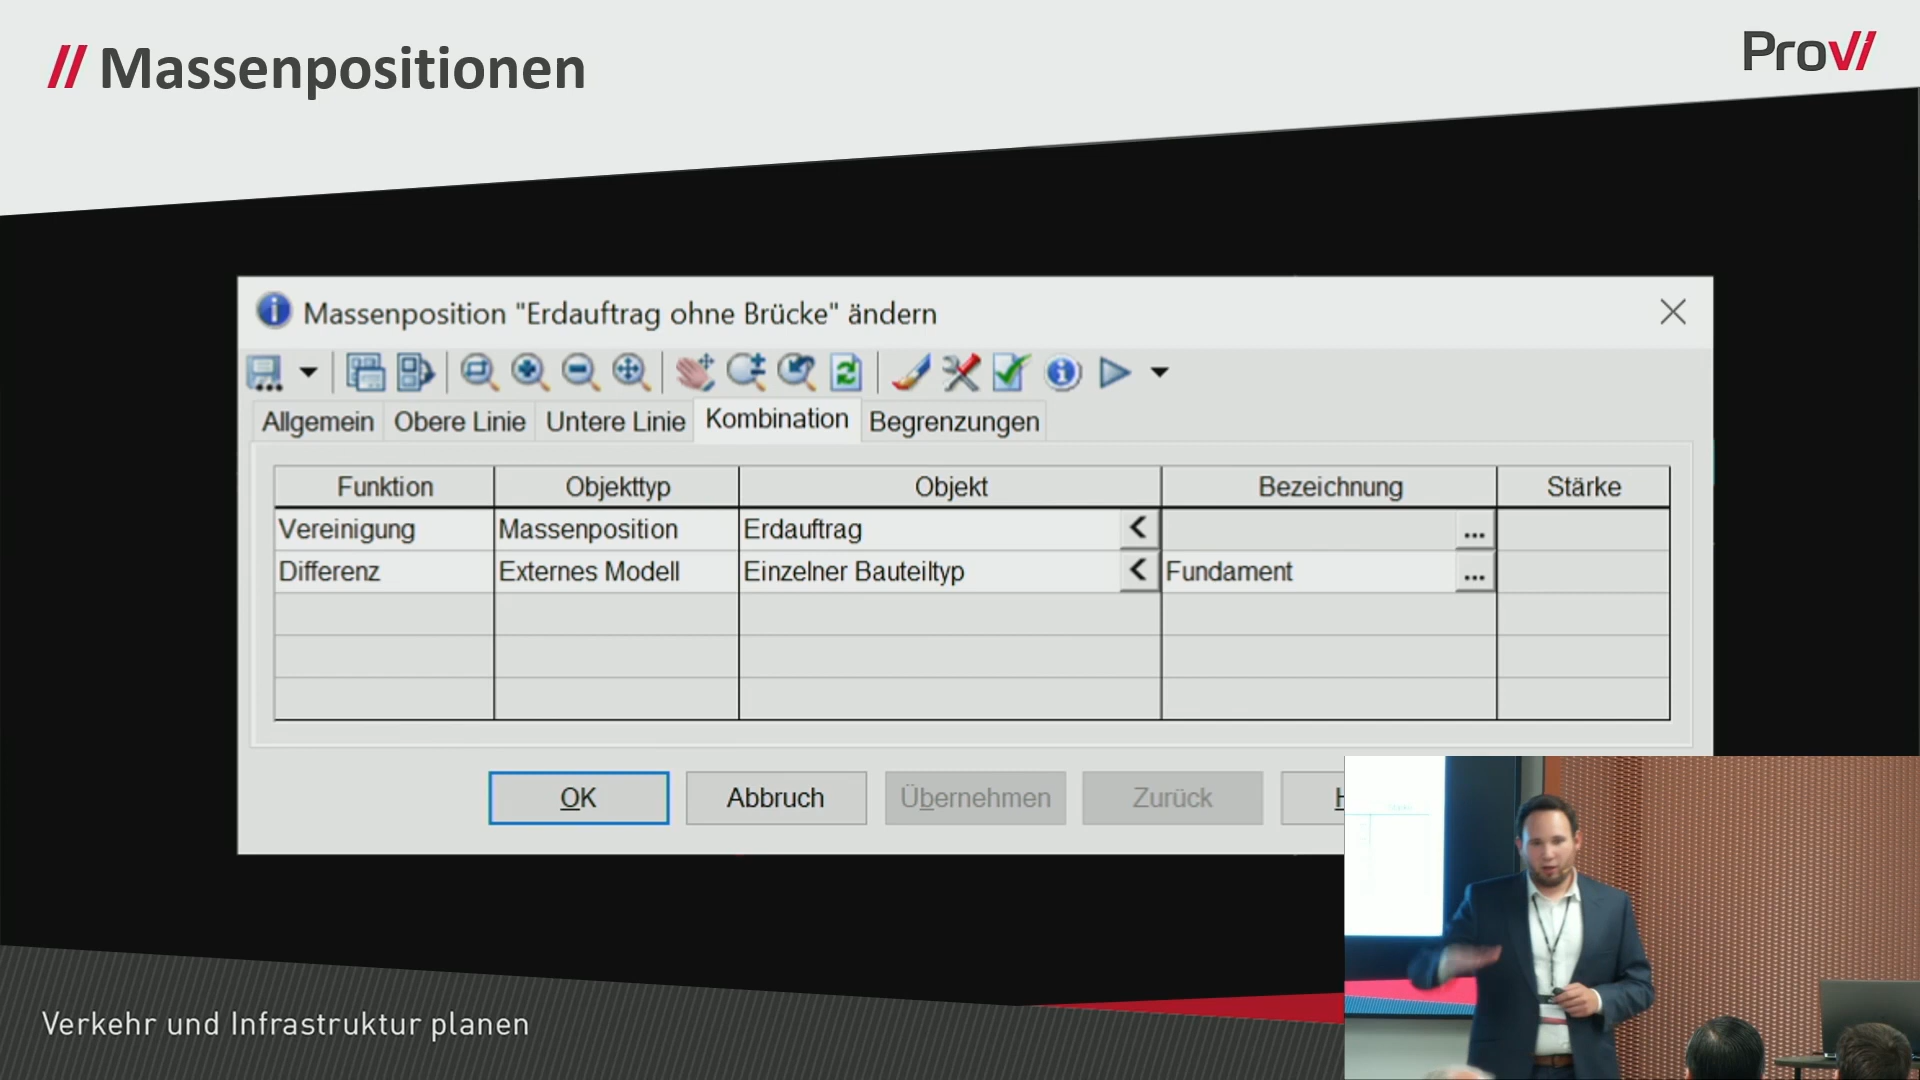 // Massenpositionen
ProVI
Massenposition "Erdauftrag ohne Brücke" ändern
Allgemein Obere Linie Untere Linie Kombination Begrenzungen
Funktion Objekttyp Objekt Bezeichnung Stärke
Vereinigung Massenposition Erdauftrag < ...
Differenz Externes Modell Einzelner Bauteiltyp < Fundament ...
OK Abbruch Übernehmen Zurück H
Verkehr und Infrastruktur planen